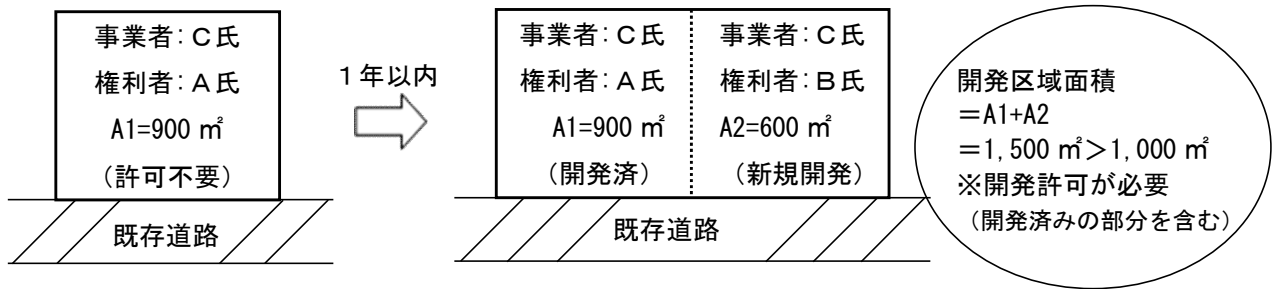 事業者：Ｃ氏
権利者：Ａ氏
A1=900 ㎡
（許可不要）
既存道路
１年以内
事業者：Ｃ氏
権利者：Ａ氏
A1=900 ㎡
（開発済）
事業者：Ｃ氏
権利者：Ｂ氏
A2=600 ㎡
（新規開発）
既存道路
開発区域面積
＝A1+A2
＝1,500 ㎡＞1,000 ㎡
※開発許可が必要
（開発済みの部分を含む）